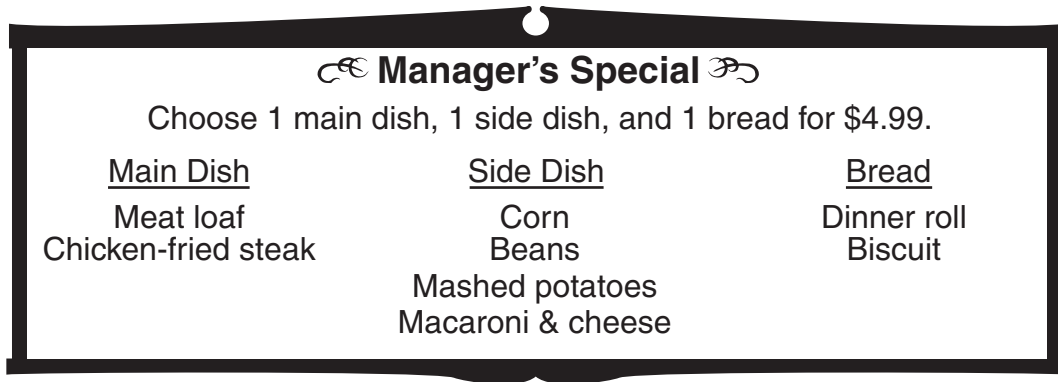 Manager's Special
Choose 1 main dish, 1 side dish, and 1 bread for $4.99.
Main Dish
Meat loaf
Chicken-fried steak
Side Dish
Corn
Beans
Mashed potatoes
Macaroni & cheese
Bread
Dinner roll
Biscuit